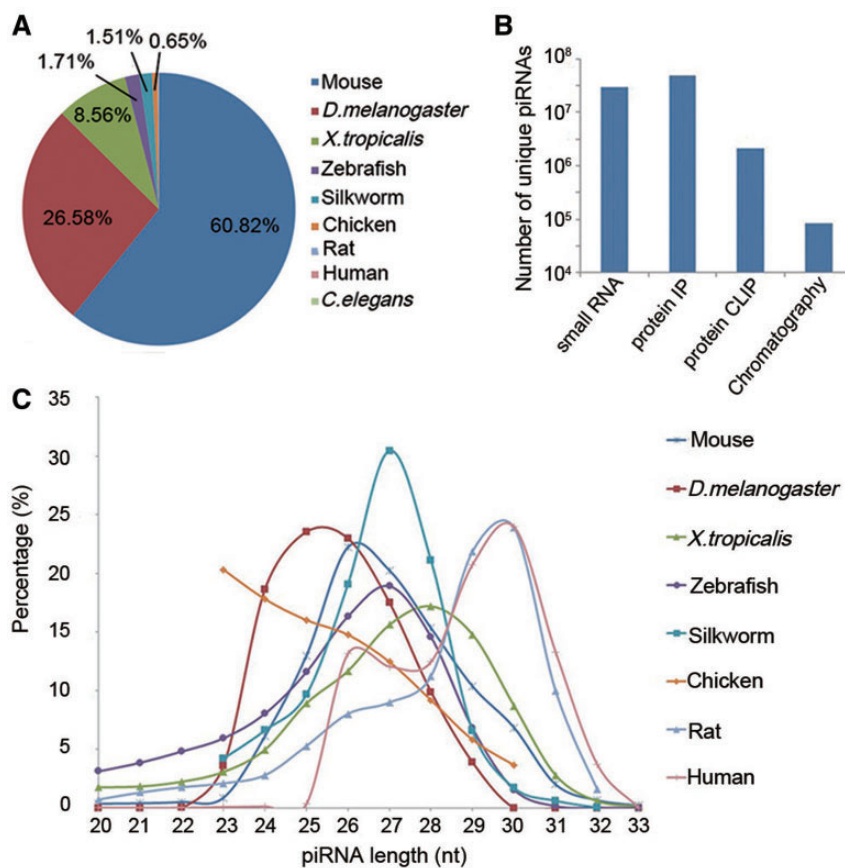 A
1.51%
0.65%
1.71%
8.56%
26.58%
60.82%
Mouse
D.melanogaster
X.tropicalis
Zebrafish
Silkworm
Chicken
Rat
Human
C.elegans
B
Number of unique piRNAs
10^8
10^7
10^6
10^5
10^4
small RNA
protein IP
protein CLIP
Chromatography
C
Percentage (%)
35
30
25
20
15
10
5
0
20 21 22 23 24 25 26 27 28 29 30 31 32 33
piRNA length (nt)
Mouse
D.melanogaster
X.tropicalis
Zebrafish
Silkworm
Chicken
Rat
Human